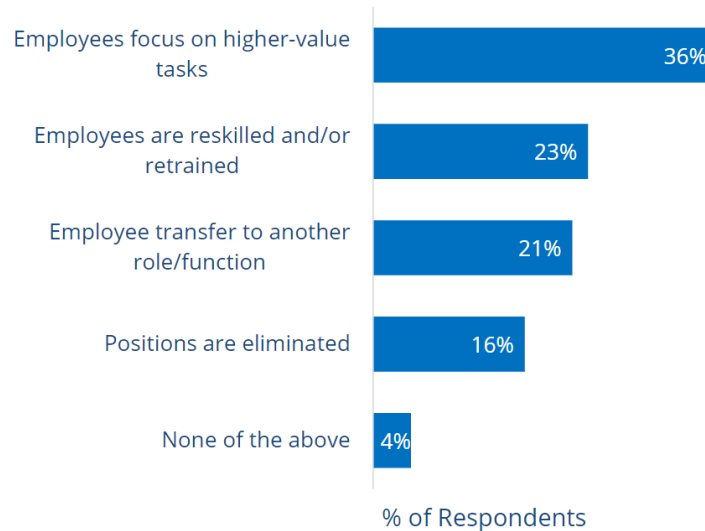 Employees focus on higher-value
tasks
36%
Employees are reskilled and/or
retrained
23%
Employee transfer to another
role/function
21%
Positions are eliminated
16%
None of the above
4%
% of Respondents